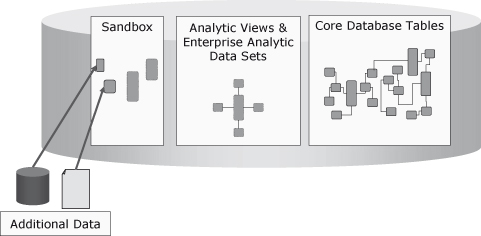 Sandbox
Analytic Views &
Enterprise Analytic
Data Sets
Core Database Tables
Additional Data